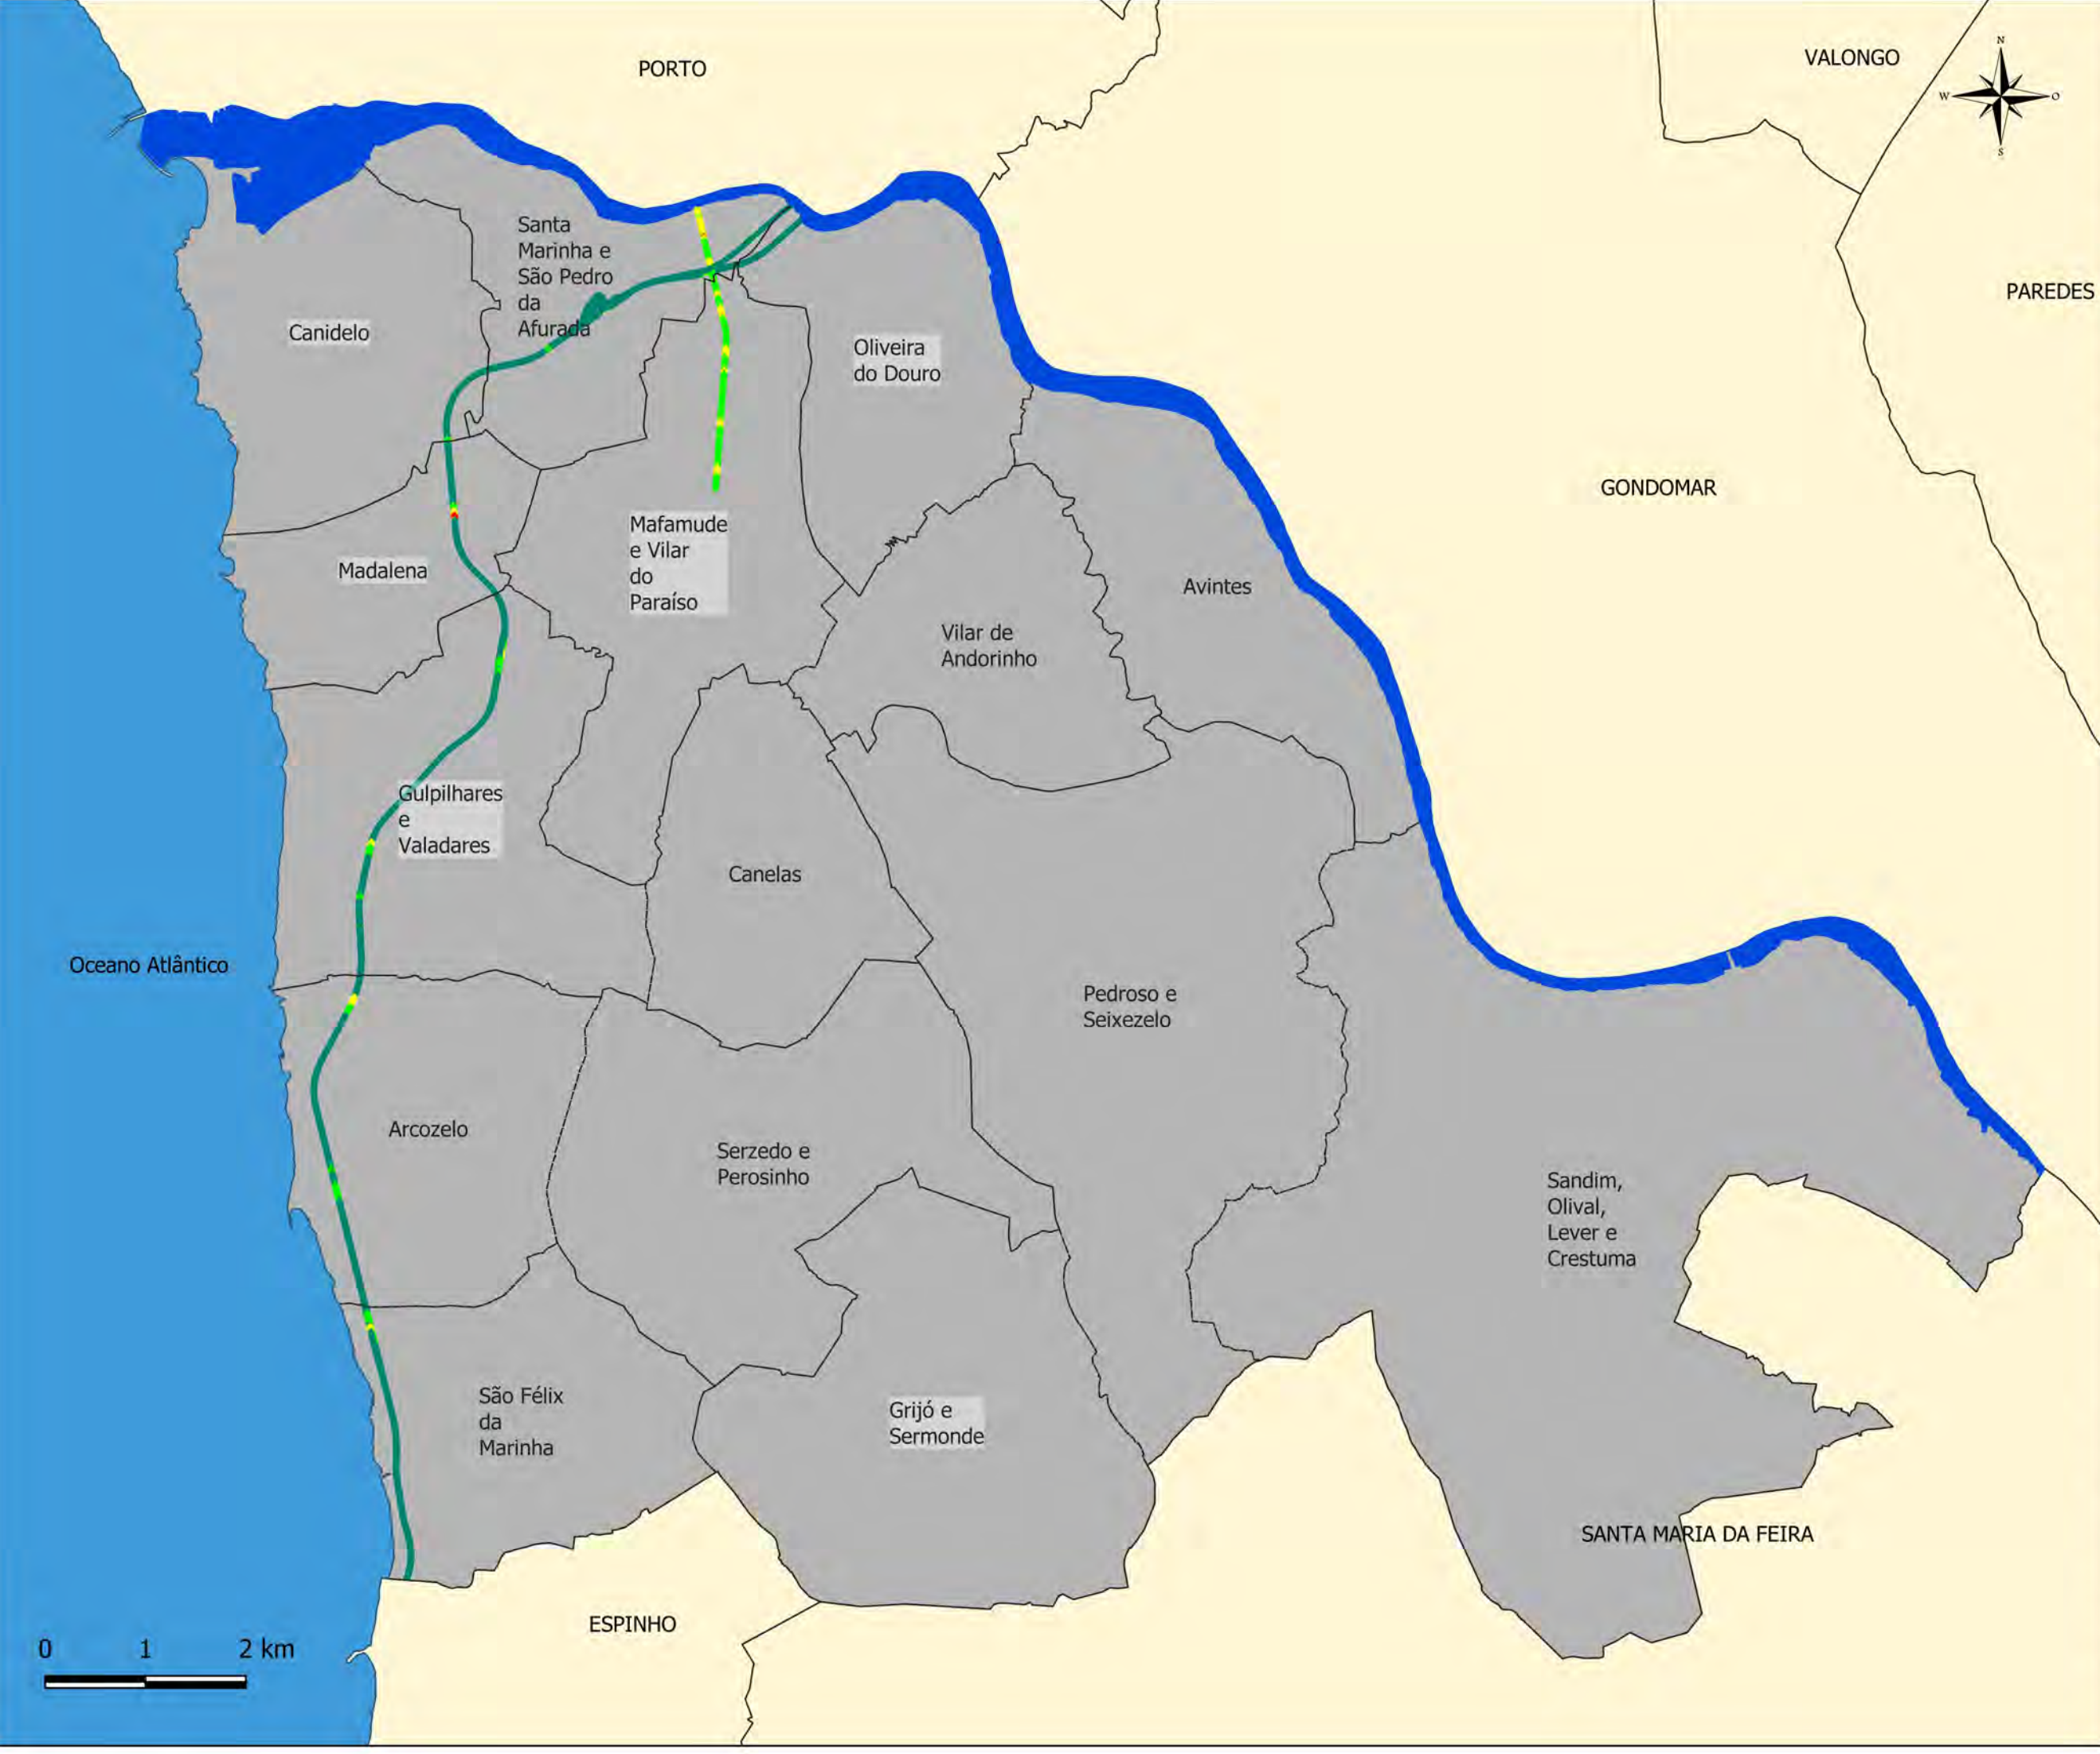 PORTO
VALONGO
N
W
O
S
PAREDES
Santa
Marinha e
São Pedro
da
Afurada
Canidelo
Oliveira
do Douro
GONDOMAR
Mafamude
e Vilar
do
Paraíso
Madalena
Avintes
Vilar de
Andorinho
Gulpilhares
e
Valadares
Canelas
Oceano Atlântico
Pedroso e
Seixezelo
Arcozelo
Serzedo e
Perosinho
Sandim,
Olival,
Lever e
Crestuma
São Félix
da
Marinha
Grijó e
Sermonde
SANTA MARIA DA FEIRA
ESPINHO
0 1 2 km